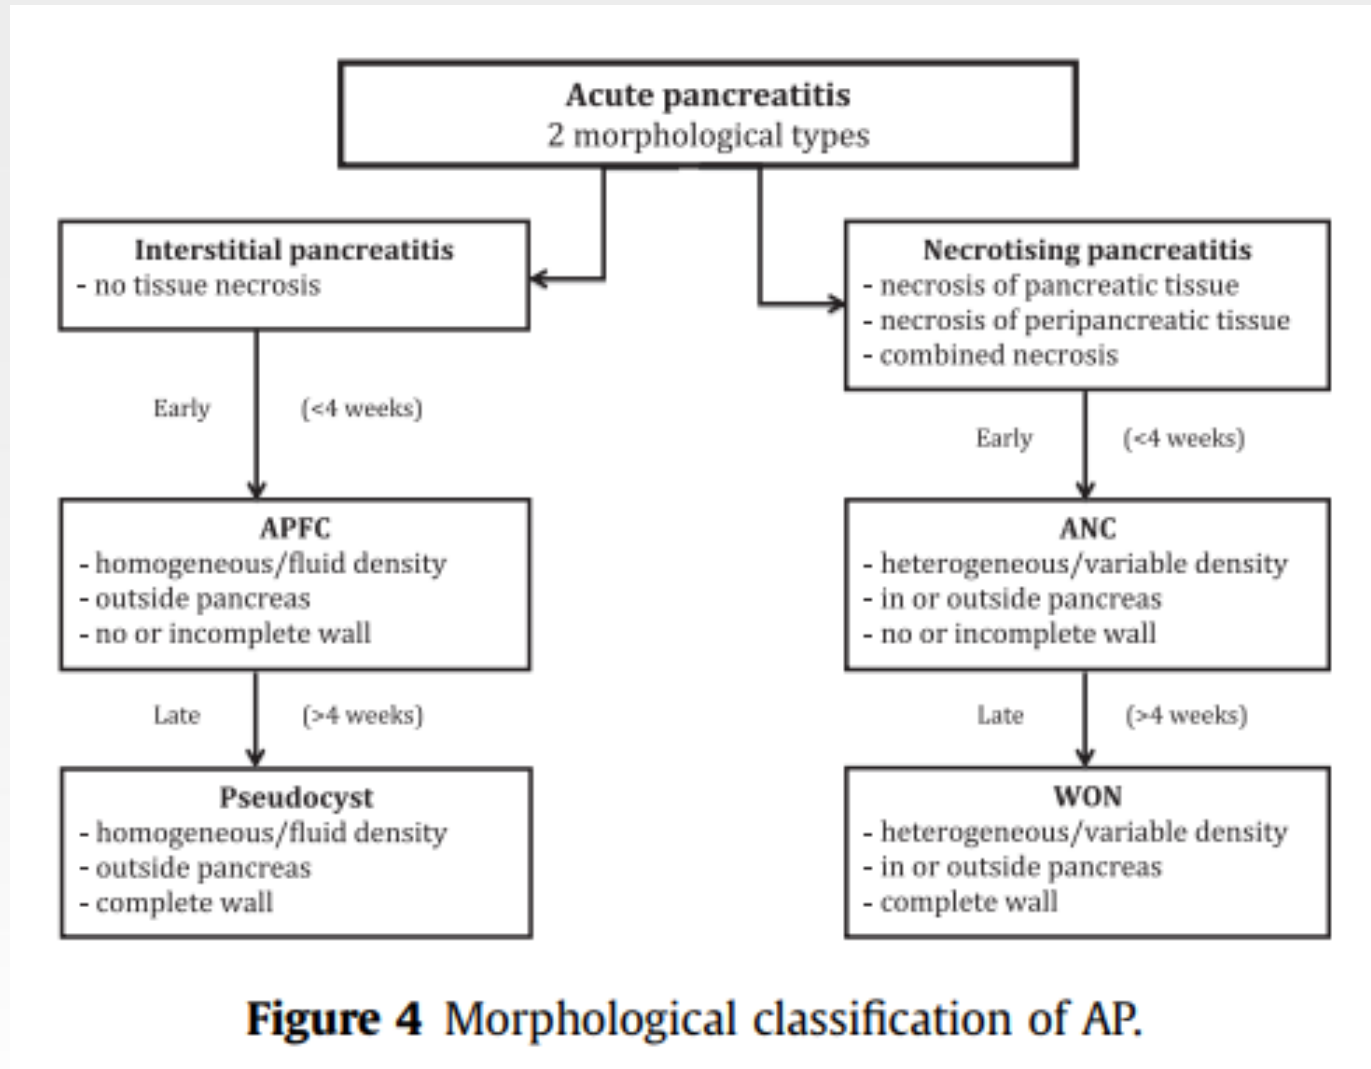 Acute pancreatitis
2 morphological types
Interstitial pancreatitis
- no tissue necrosis
Necrotising pancreatitis
- necrosis of pancreatic tissue
- necrosis of peripancreatic tissue
- combined necrosis
Early (<4 weeks)
Early (<4 weeks)
APFC
- homogeneous/fluid density
- outside pancreas
- no or incomplete wall
ANC
- heterogeneous/variable density
- in or outside pancreas
- no or incomplete wall
Late (>4 weeks)
Late (>4 weeks)
Pseudocyst
- homogeneous/fluid density
- outside pancreas
- complete wall
WON
- heterogeneous/variable density
- in or outside pancreas
- complete wall
Figure 4 Morphological classification of AP.